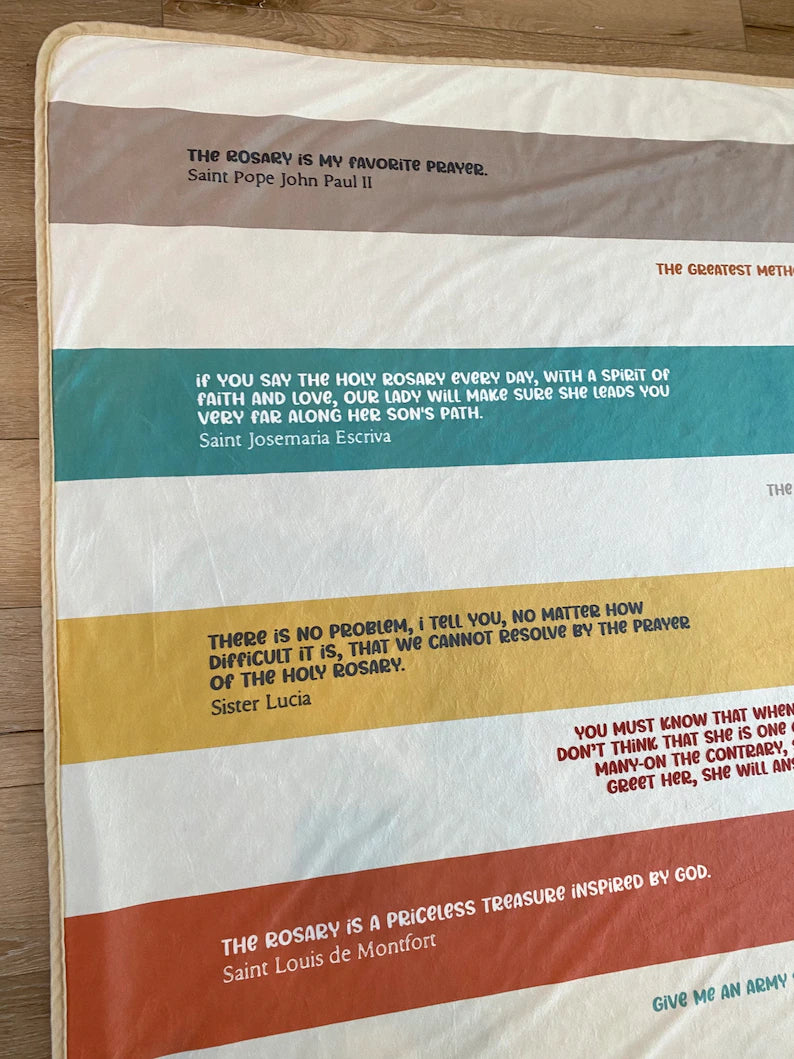 THE ROSARY iS MY fAVORiTe PRAYeR.
Saint Pope John Paul II
THe GReATeST MeTH
if YOU SAY THe HOLY ROSARY eVeRY DAY, WiTH A SPiRiT Of
fAiTH AND LOVe, OUR LADY WiLL MAKe SURe SHe LeADS YOU
VeRY fAR ALONG HeR SON'S PATH.
Saint Josemaria Escriva
THe
THeRe iS NO PROBLeM, i TeLL YOU, NO MATTeR HOW
DiffiCULT iT iS, THAT We CANNOT ReSOLVe BY THe PRAYeR
Of THe HOLY ROSARY.
Sister Lucia
YOU MUST KNOW THAT WHeN
DON'T THiNK THAT SHe iS ONe
MANY-ON THe CONTRARY,
GReeT HeR, SHe WiLL ANS
THe ROSARY iS A PRiCeLeSS TReASURe iNSPiReD BY GOD.
Saint Louis de Montfort
GiVe Me AN ARMY